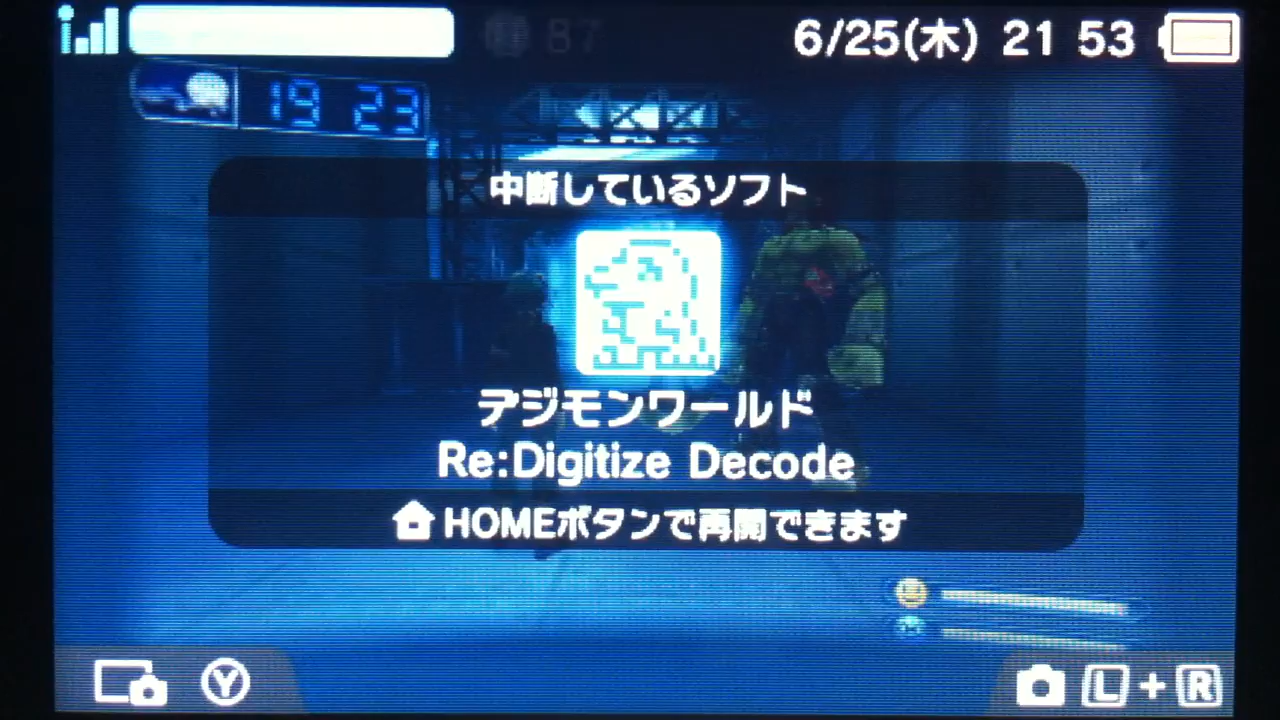 6/25(木) 21 53
19 23
中断しているソフト
デジモンワールド
Re:Digitize Decode
HOMEボタンで再開できます
Y
L + R